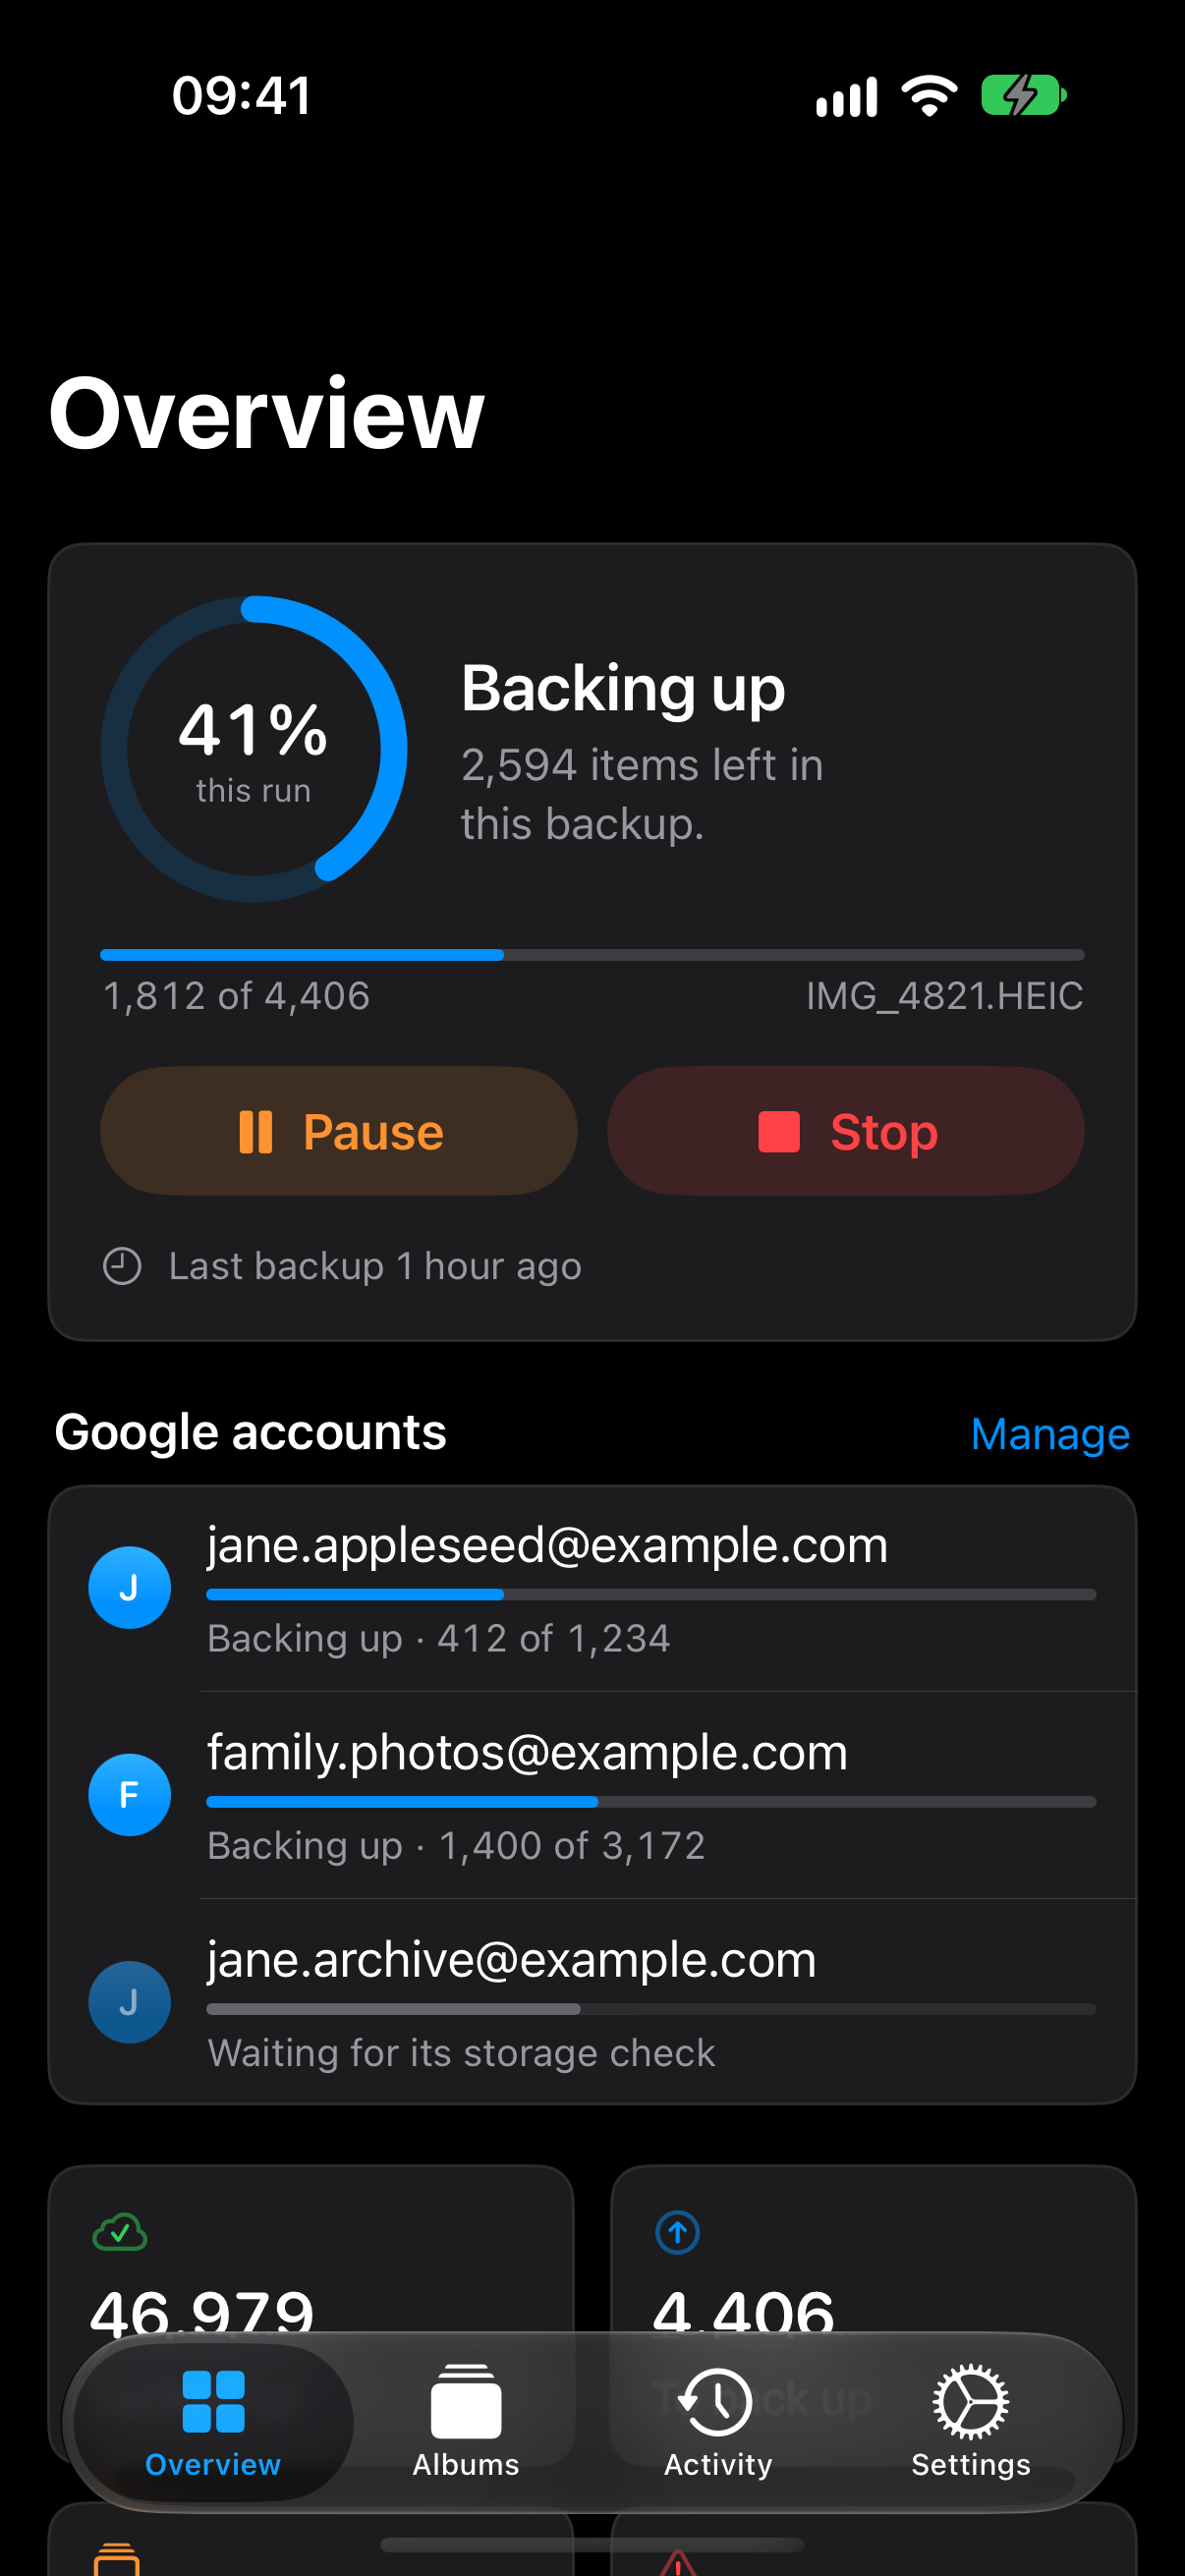 09:41
Overview
41%
this run
Backing up
2,594 items left in
this backup.
1,812 of 4,406
IMG_4821.HEIC
Pause
Stop
Last backup 1 hour ago
Google accounts
Manage
J
jane.appleseed@example.com
Backing up · 412 of 1,234
F
family.photos@example.com
Backing up · 1,400 of 3,172
J
jane.archive@example.com
Waiting for its storage check
46,979
4,406
back up
Overview
Albums
Activity
Settings